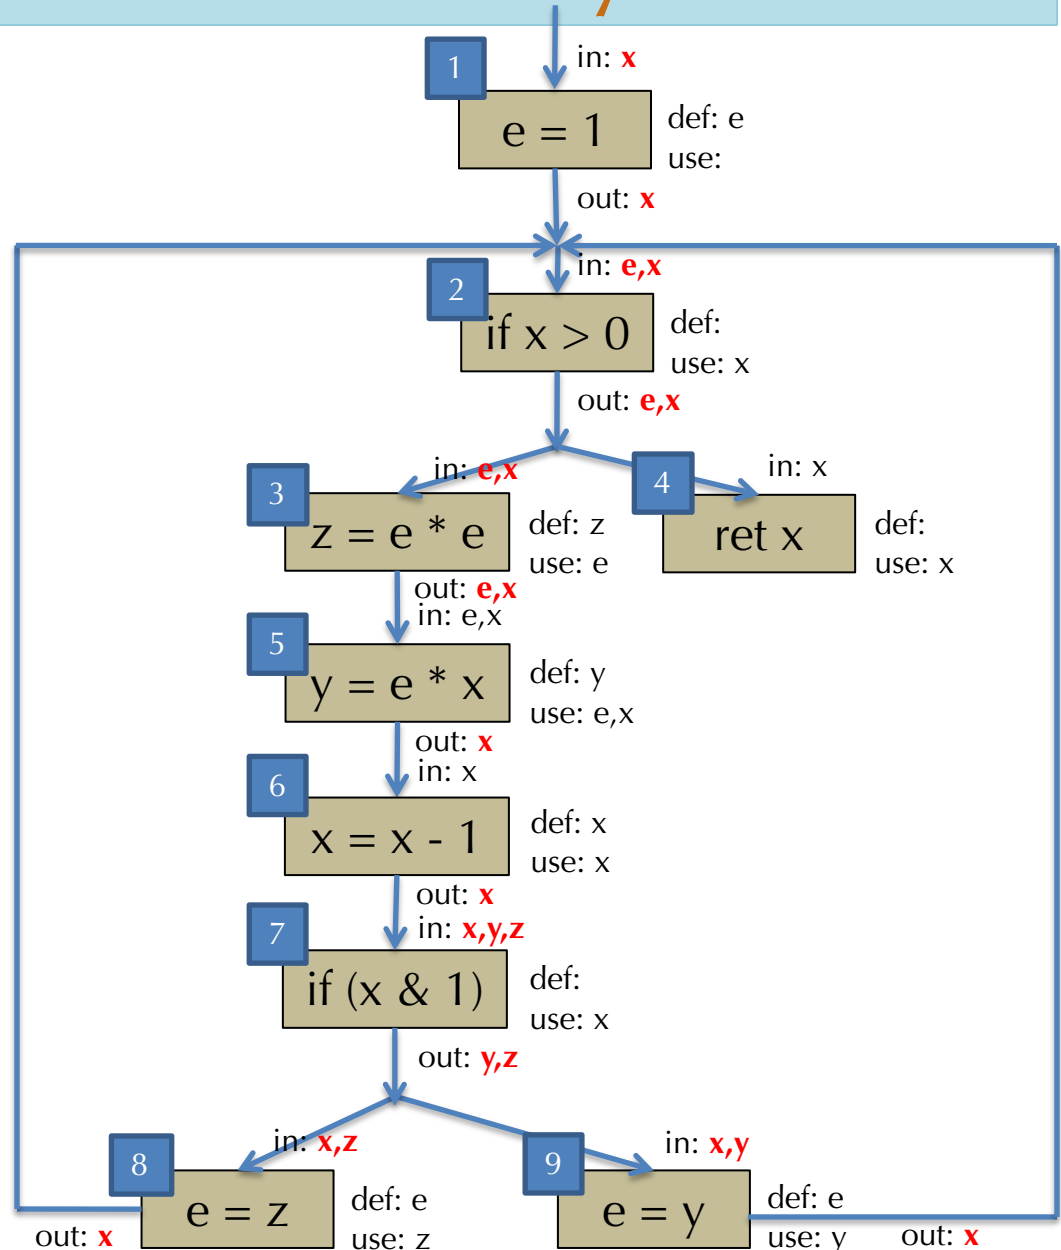 1
in: x
e = 1
def: e
use:
out: x
in: e,x
2
if x > 0
def:
use: x
out: e,x
in: e,x
3
z = e * e
def: z
use: e
in: x
4
ret x
def:
use: x
out: e,x
in: e,x
5
y = e * x
def: y
use: e,x
out: x
in: x
6
x = x - 1
def: x
use: x
out: x
in: x,y,z
7
if (x & 1)
def:
use: x
out: y,z
in: x,z
8
e = z
def: e
use: z
out: x
in: x,y
9
e = y
def: e
use: y
out: x